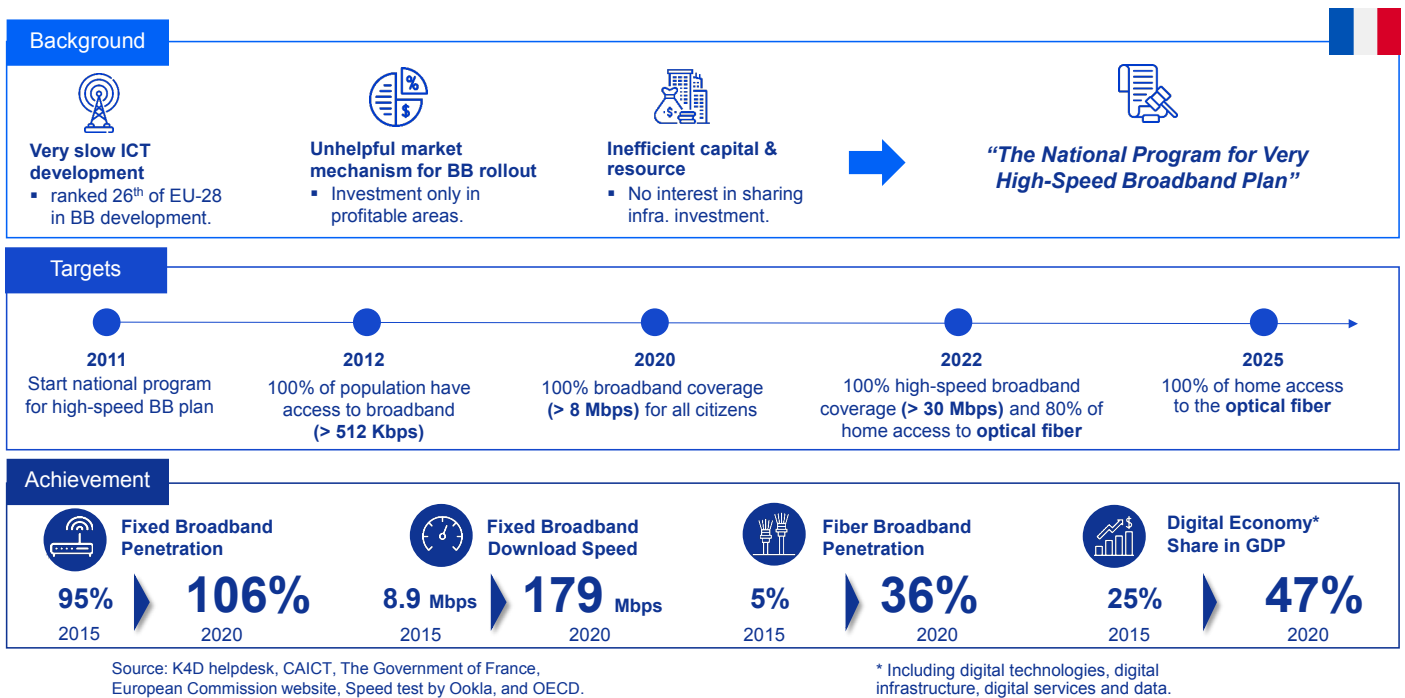 Background
Very slow ICT
development
▪ ranked 26th of EU-28
in BB development.
Unhelpful market
mechanism for BB rollout
▪ Investment only in
profitable areas.
Inefficient capital &
resource
▪ No interest in sharing
infra. investment.
“The National Program for Very
High-Speed Broadband Plan”
Targets
2011
Start national program
for high-speed BB plan
2012
100% of population have
access to broadband
(> 512 Kbps)
2020
100% broadband coverage
(> 8 Mbps) for all citizens
2022
100% high-speed broadband
coverage (> 30 Mbps) and 80% of
home access to optical fiber
2025
100% of home access
to the optical fiber
Achievement
Fixed Broadband
Penetration
95% 106%
2015 2020
Fixed Broadband
Download Speed
8.9 Mbps 179 Mbps
2015 2020
Fiber Broadband
Penetration
5% 36%
2015 2020
Digital Economy*
Share in GDP
25% 47%
2015 2020
Source: K4D helpdesk, CAICT, The Government of France,
European Commission website, Speed test by Ookla, and OECD.
* Including digital technologies, digital
infrastructure, digital services and data.